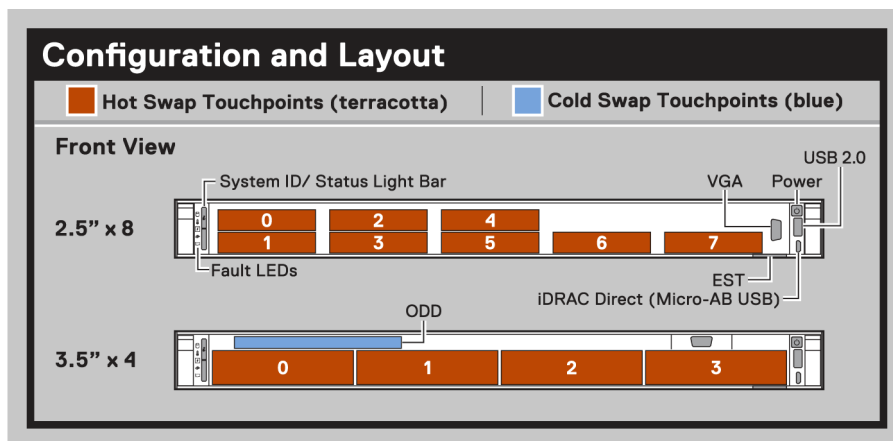 Configuration and Layout
Hot Swap Touchpoints (terracotta)
Cold Swap Touchpoints (blue)
Front View
USB 2.0
System ID/ Status Light Bar
VGA
Power
2.5” x 8
0
2
4
1
3
5
6
7
Fault LEDs
EST
iDRAC Direct (Micro-AB USB)
ODD
3.5” x 4
0
1
2
3